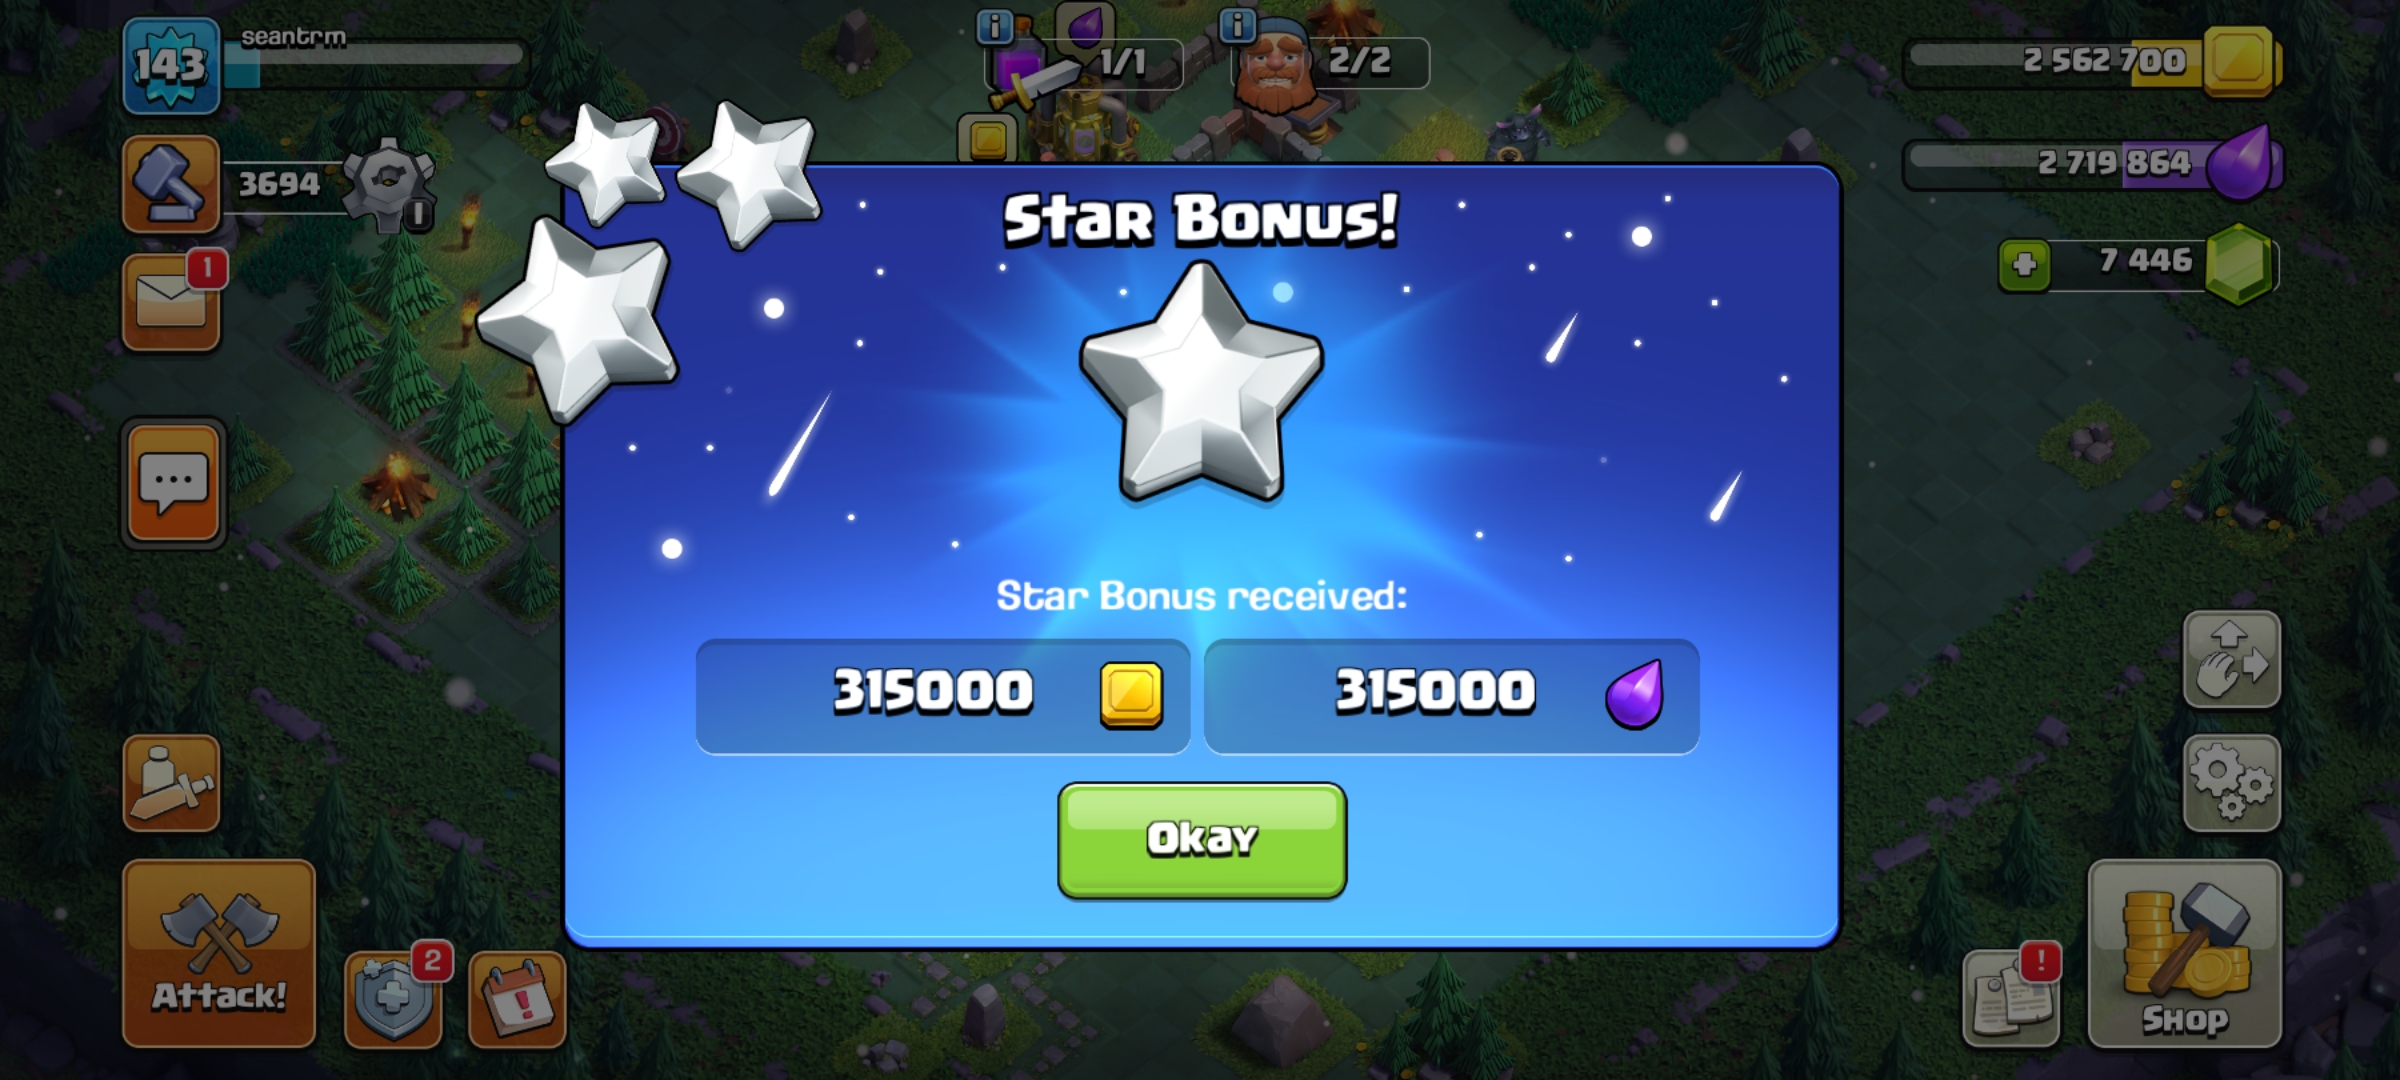 143
seantrm
1/1
2/2
2 562 700
3694
I
2 719 864
1
7 446
Star Bonus!
Star Bonus received:
315000
315000
Okay
Attack!
2
!
Shop